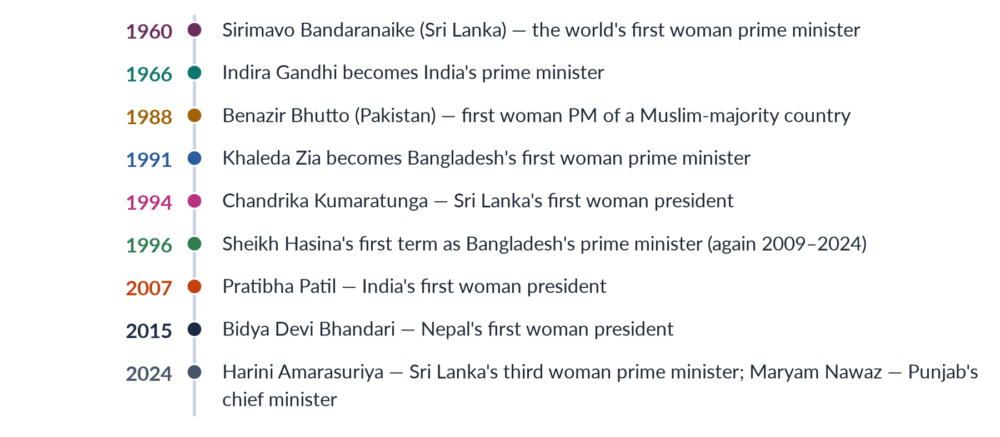 1960 Sirimavo Bandaranaike (Sri Lanka) — the world's first woman prime minister
1966 Indira Gandhi becomes India's prime minister
1988 Benazir Bhutto (Pakistan) — first woman PM of a Muslim-majority country
1991 Khaleda Zia becomes Bangladesh's first woman prime minister
1994 Chandrika Kumaratunga — Sri Lanka's first woman president
1996 Sheikh Hasina's first term as Bangladesh's prime minister (again 2009–2024)
2007 Pratibha Patil — India's first woman president
2015 Bidya Devi Bhandari — Nepal's first woman president
2024 Harini Amarasuriya — Sri Lanka's third woman prime minister; Maryam Nawaz — Punjab's
chief minister